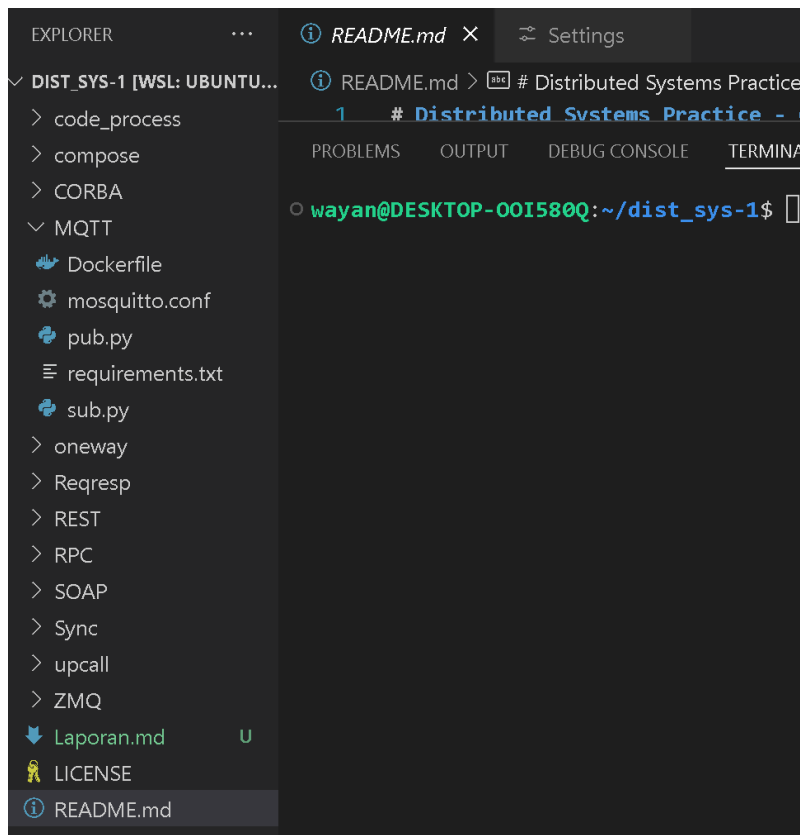 EXPLORER
README.md
Settings
DIST_SYS-1 [WSL: UBUNTU...
README.md > # Distributed Systems Practice
1 # Distributed Systems Practice -
code_process
compose
PROBLEMS OUTPUT DEBUG CONSOLE TERMINA
CORBA
wayan@DESKTOP-OOI580Q:~/dist_sys-1$
MQTT
Dockerfile
mosquitto.conf
pub.py
requirements.txt
sub.py
oneway
Reqresp
REST
RPC
SOAP
Sync
upcall
ZMQ
Laporan.md U
LICENSE
README.md